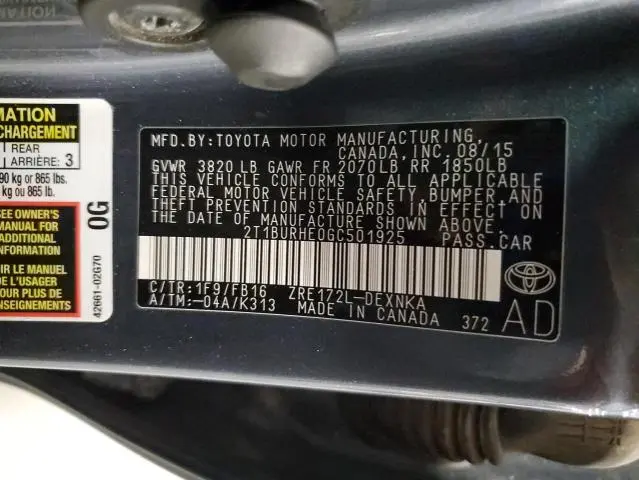 MATION
MATION
CHARGEMENT
REAR
ARRIÈRE: 3
90 kg or 865 lbs.
kg ou 865 lb.
SEE OWNER'S
MANUAL FOR
ADDITIONAL
INFORMATION
OIR LE MANUEL
DE L'USAGER
POUR PLUS DE
RENSEIGNEMENTS
0G
42661-02G70
MFD.BY:TOYOTA MOTOR MANUFACTURING,
CANADA, INC. 08/15
GVWR 3820 LB GAWR FR 2070LB RR 1850LB
THIS VEHICLE CONFORMS TO ALL APPLICABLE
FEDERAL MOTOR VEHICLE SAFETY, BUMPER, AND
THEFT PREVENTION STANDARDS IN EFFECT ON
THE DATE OF MANUFACTURE SHOWN ABOVE.
2T1BURHE0GC501925 PASS.CAR
C/TR:1F9/FB16 ZRE172L-DEXNKA
A/TM:-04A/K313 MADE IN CANADA 372
TOYOTA
AD